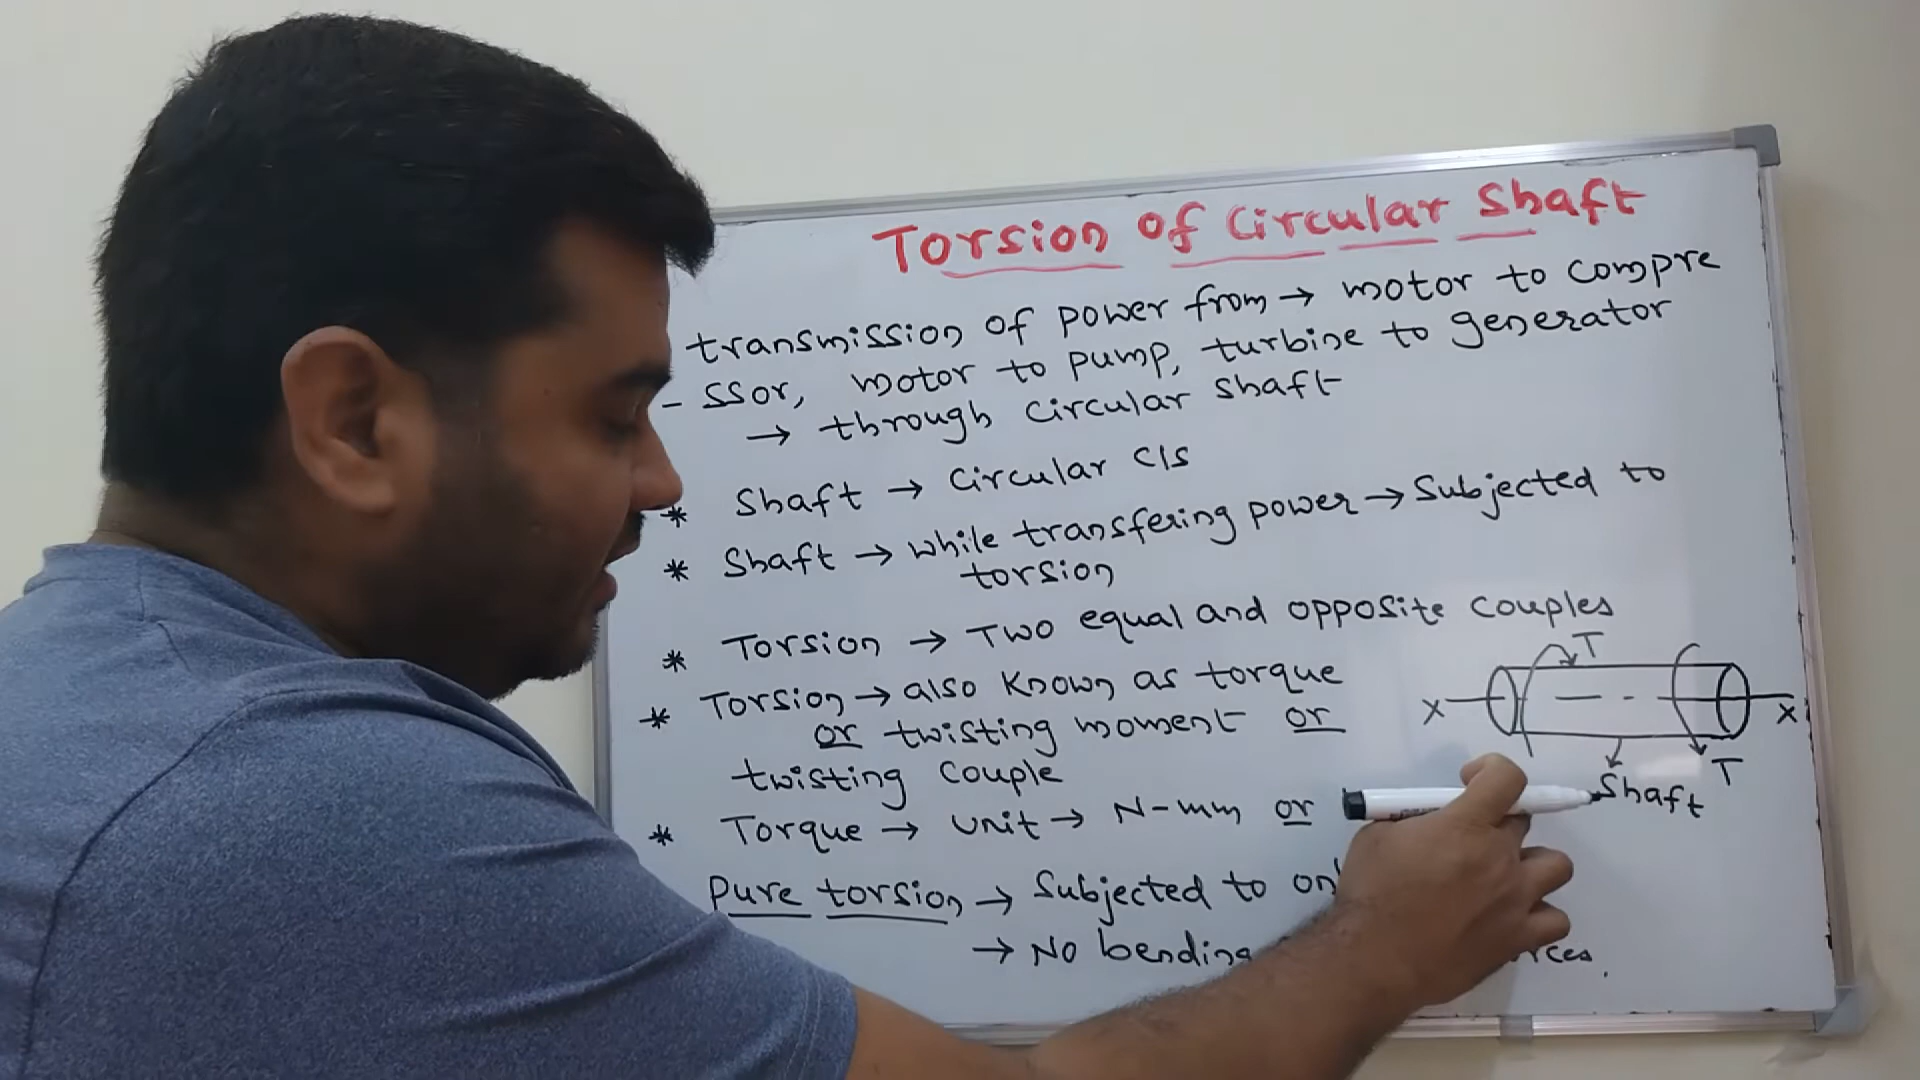 Torsion of Circular Shaft
transmission of power from → motor to compre
- ssor, motor to pump, turbine to generator
→ through circular shaft
* Shaft → Circular c/s
* Shaft → while transfering power → Subjected to
torsion
* Torsion → Two equal and opposite couples
* Torsion → also known as torque
or twisting moment or
twisting couple
* Torque → unit → N-mm or
Pure torsion → Subjected to
→ No bending
T
X X
T
Shaft